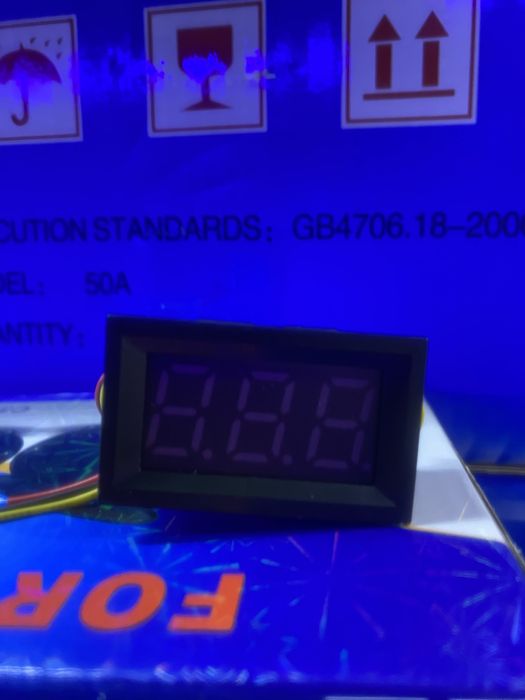 CUTION STANDARDS：GB4706.18—200
DEL： 50A
ANTITY：
FOR